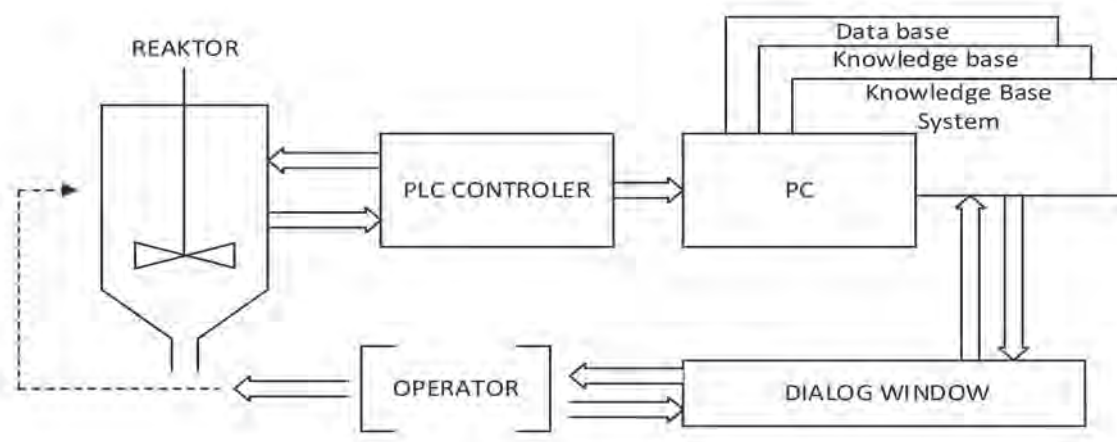 REAKTOR
Data base
Knowledge base
Knowledge Base
System
PLC CONTROLER
PC
OPERATOR
DIALOG WINDOW